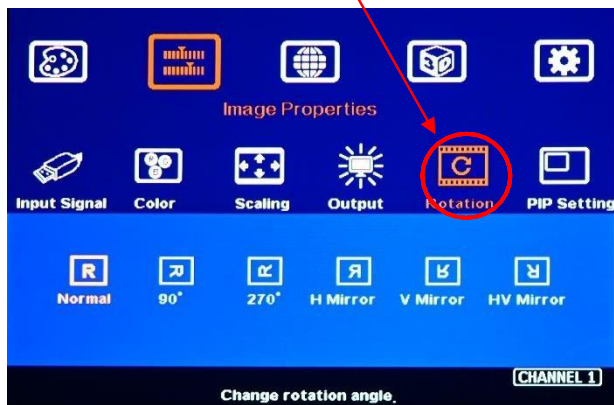 3D
Image Properties
R G B
Input Signal Color Scaling Output Rotation PIP Setting
R R R R R R
Normal 90° 270° H Mirror V Mirror HV Mirror
CHANNEL 1
Change rotation angle.